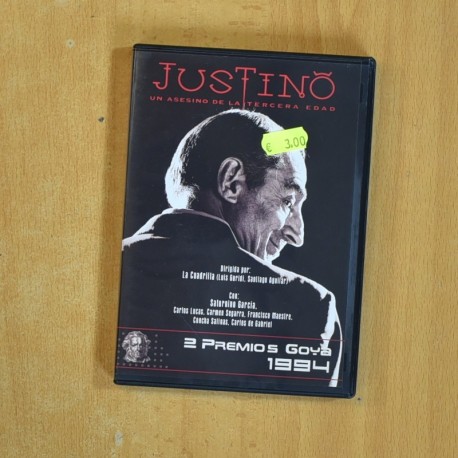 JUSTINO
UN ASESINO DE LA TERCERA EDAD
€ 3,00
Dirigida por:
La Cuadrilla (Luis Guridi, Santiago Aguilar)
Con:
Saturnino García,
Carlos Lucas, Carmen Segarra, Francisco Maestre,
Concha Salinas, Carlos de Gabriel
2 PREMIOS GOYA
1994